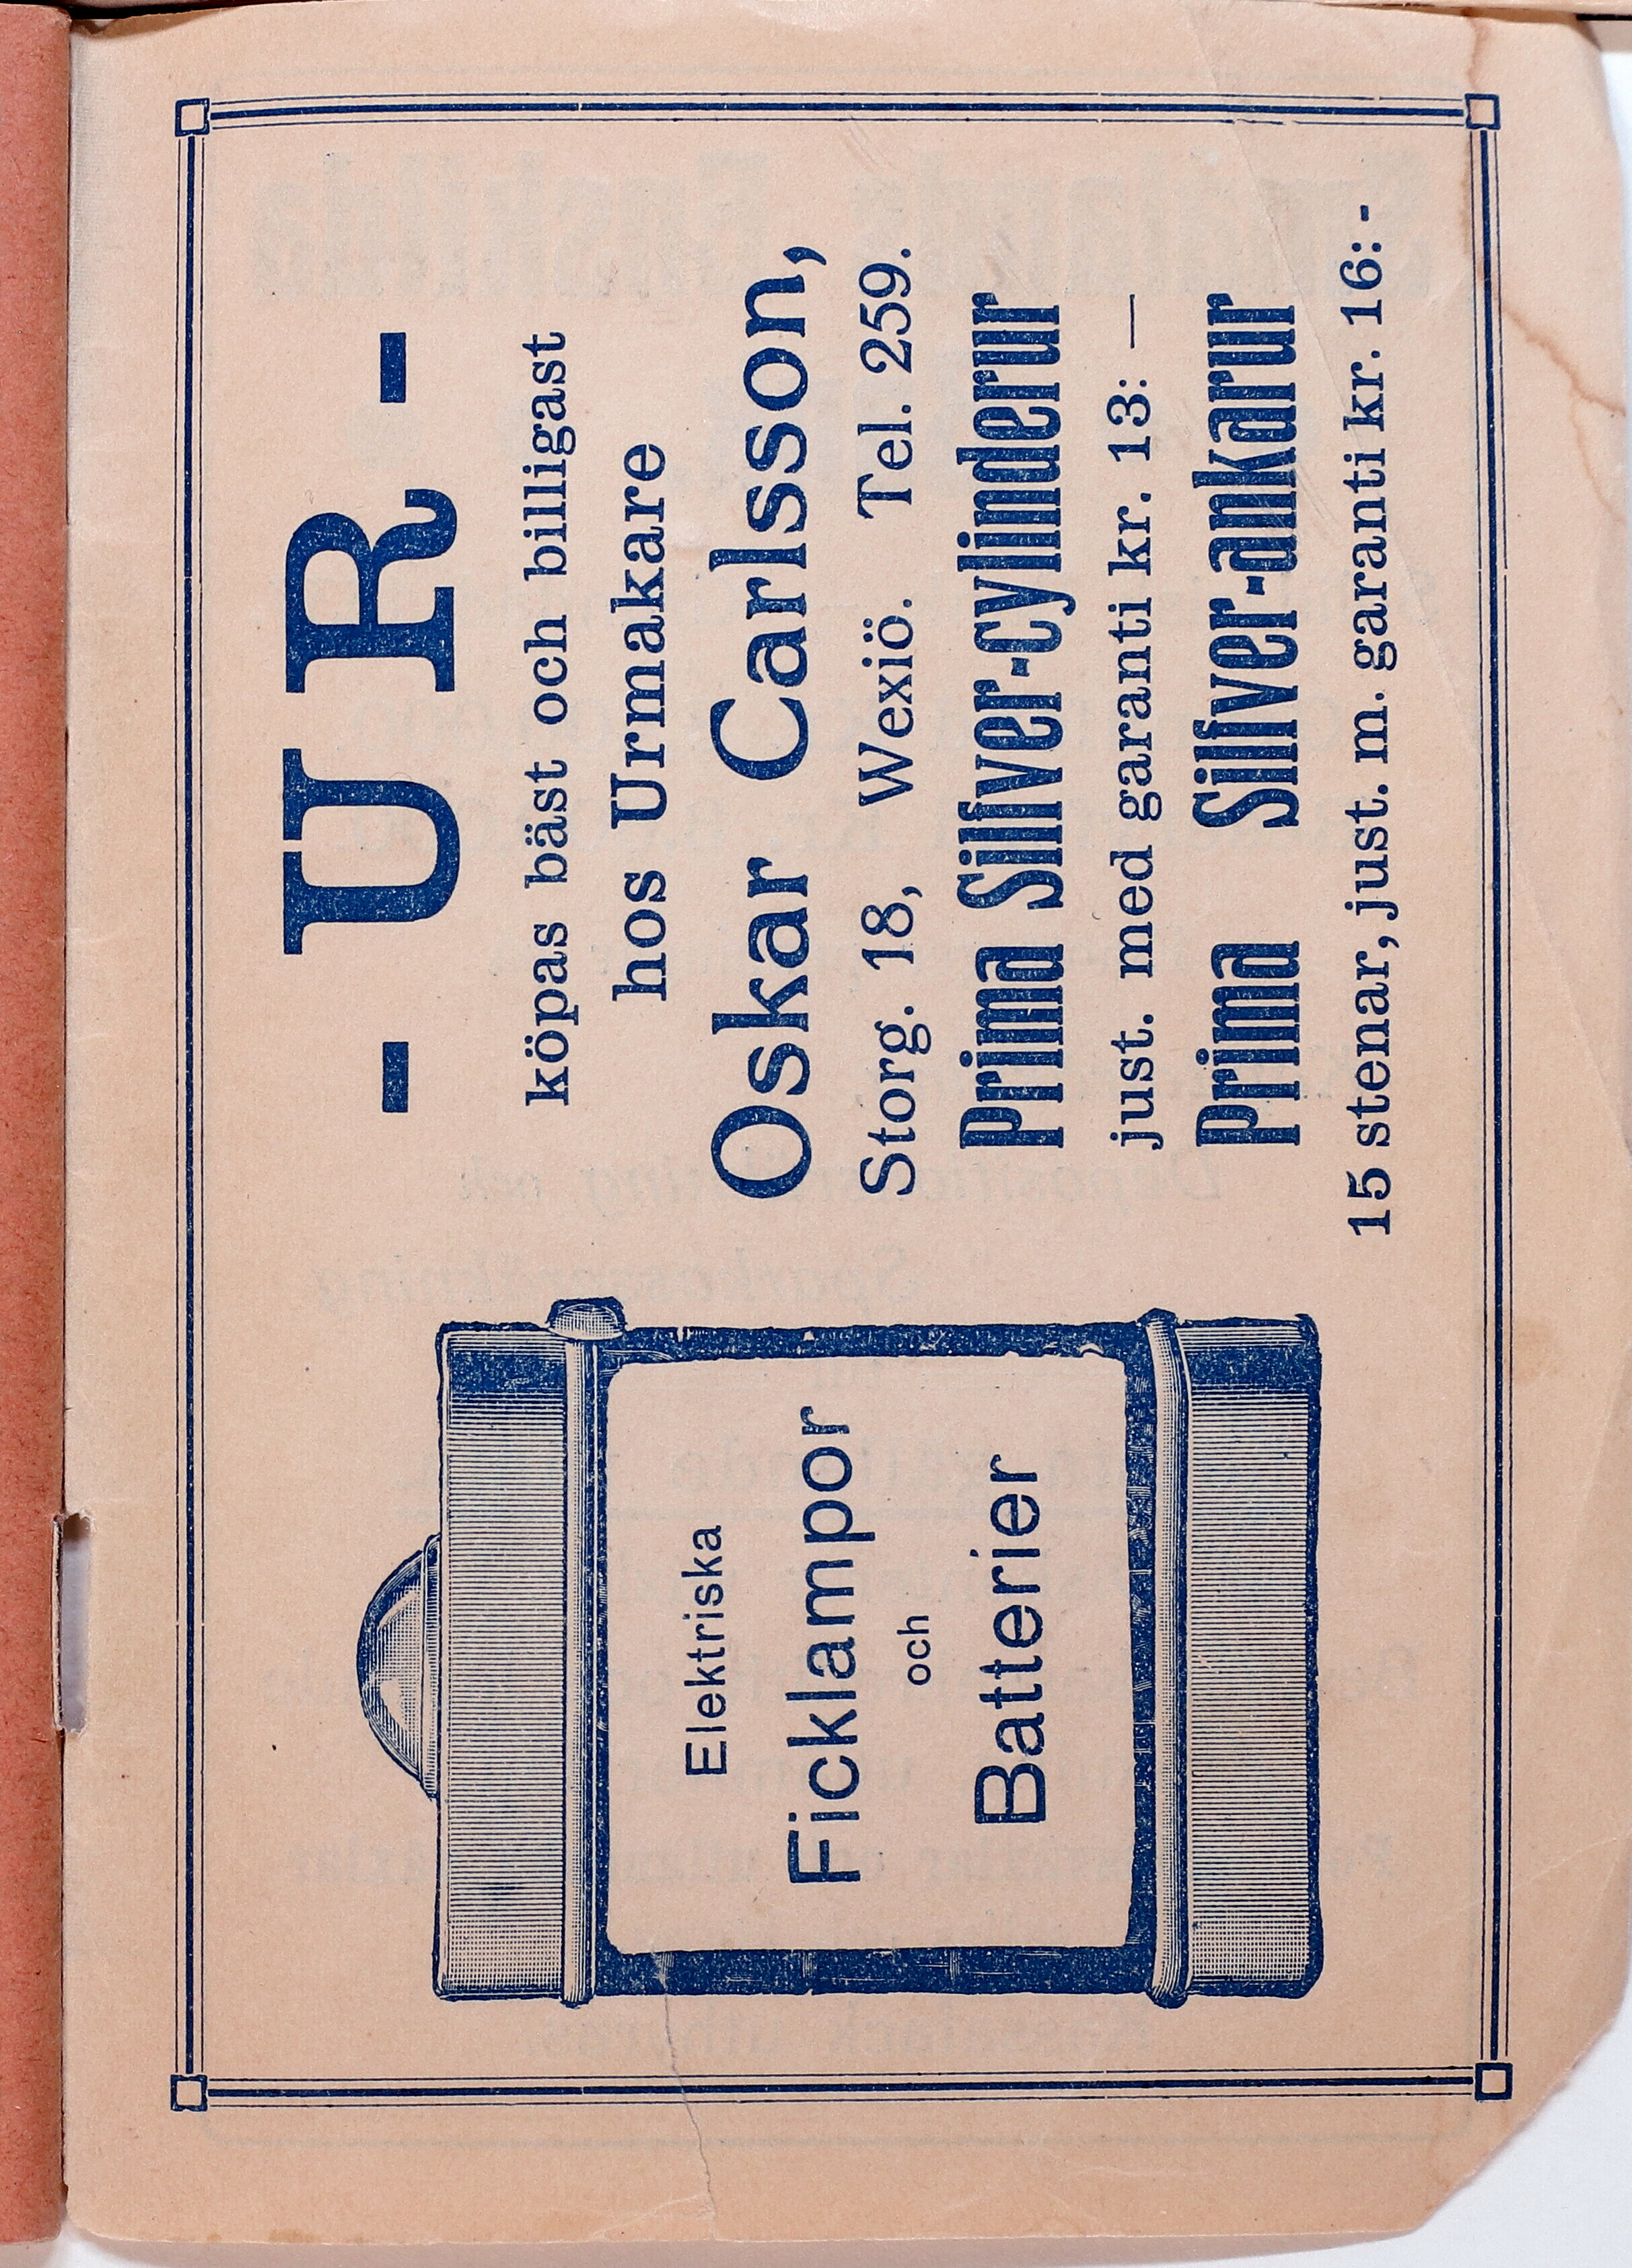 - UR -
köpas bäst och billigast
hos Urmakare
Oskar Carlsson,
Storg. 18, Wexiö. Tel. 259.
Prima Silfver-cylinderur
just. med garanti kr. 13: —
Prima Silfver-ankarur
15 stenar, just. m. garanti kr. 16: -
Elektriska
Ficklampor
och
Batterier